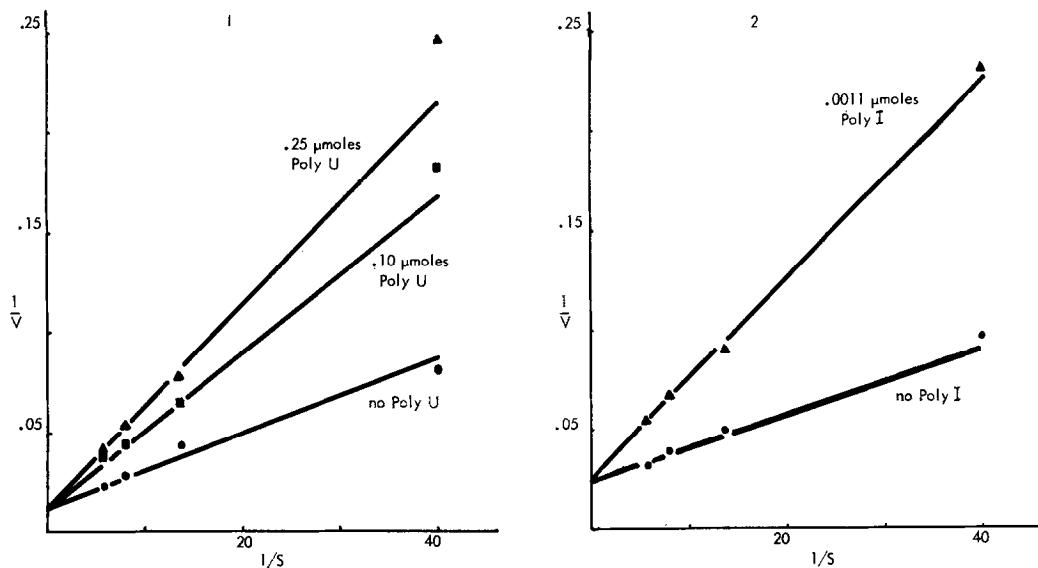 1
.25
.15
.05
1
V
.25 μmoles
Poly U
.10 μmoles
Poly U
no Poly U
20
40
1/S
2
.25
.15
.05
1
V
.0011 μmoles
Poly I
no Poly I
20
40
1/S